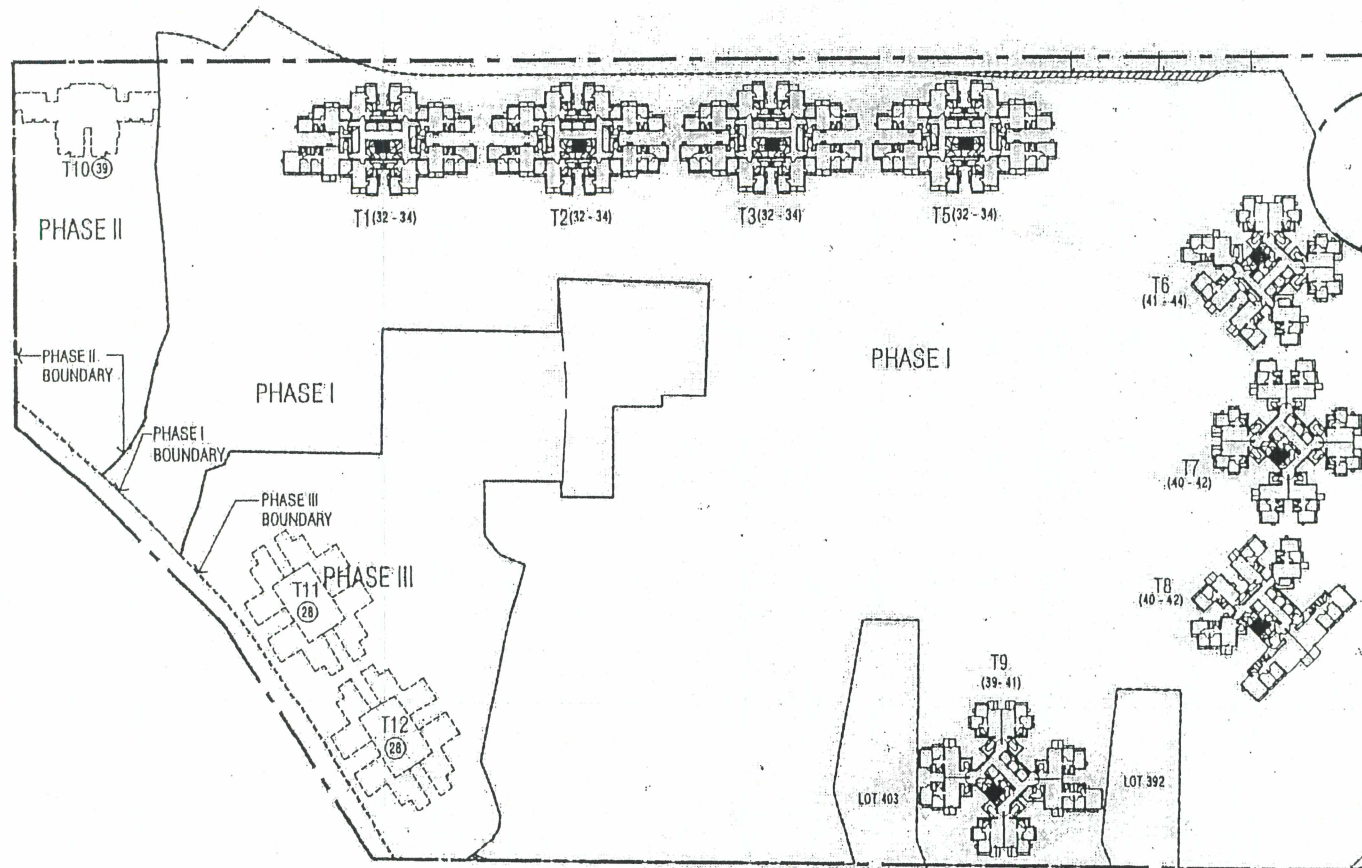 T10 39
PHASE II
T1(32 - 34)
T2(32 - 34)
T3(32 - 34)
T5(32 - 34)
T6
(41 - 44)
PHASE II
BOUNDARY
PHASE I
PHASE I
PHASE I
BOUNDARY
T7
(40 - 42)
PHASE III
BOUNDARY
PHASE III
T11
28
T8
(40 - 42)
T9
(39 - 41)
T12
28
LOT 403
LOT 392